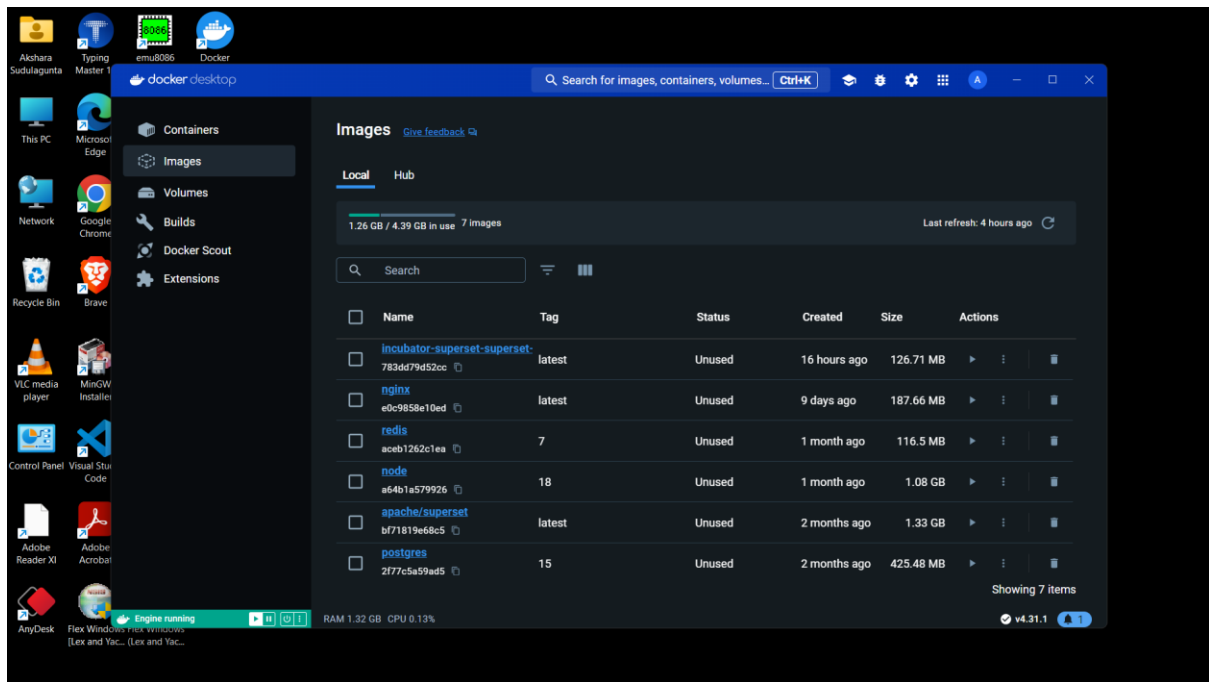 8086
Akshara
Sudulagunta
Typing
Master 1
emu8086
Docker
This PC
Microsof
Edge
Network
Google
Chrome
Recycle Bin
Brave
VLC media
player
MinGW
Installer
Control Panel
Visual Stu
Code
Adobe
Reader XI
Adobe
Acrobat
AnyDesk
Flex Windows
[Lex and Yac...
Flex Windows
(Lex and Yac...
docker desktop
Search for images, containers, volumes... Ctrl+K
A
Containers
Images
Volumes
Builds
Docker Scout
Extensions
Images Give feedback
Local Hub
1.26 GB / 4.39 GB in use 7 images Last refresh: 4 hours ago
Search
Name Tag Status Created Size Actions
incubator-superset-superset-
783dd79d52cc latest Unused 16 hours ago 126.71 MB
nginx
e0c9858e10ed latest Unused 9 days ago 187.66 MB
redis
aceb1262c1ea 7 Unused 1 month ago 116.5 MB
node
a64b1a579926 18 Unused 1 month ago 1.08 GB
apache/superset
bf71819e68c5 latest Unused 2 months ago 1.33 GB
postgres
2f77c5a59ad5 15 Unused 2 months ago 425.48 MB
Showing 7 items
Engine running RAM 1.32 GB CPU 0.13% v4.31.1 1